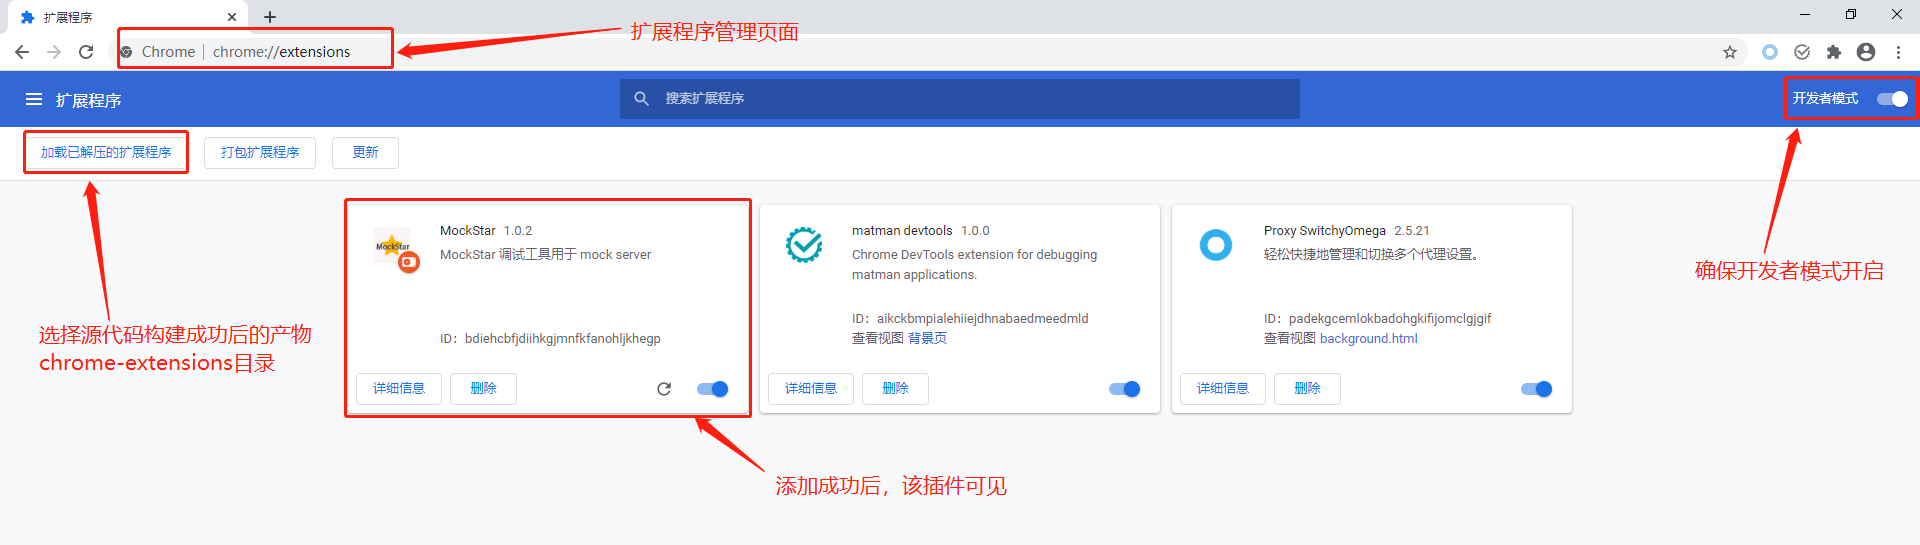 扩展程序
Chrome | chrome://extensions
扩展程序管理页面
扩展程序
搜索扩展程序
开发者模式
加载已解压的扩展程序
打包扩展程序
更新
MockStar
MockStar 1.0.2
MockStar 调试工具用于 mock server
ID：bdiehcbfjdiihkgjmnfkfanohljkhegp
详细信息
删除
matman devtools 1.0.0
Chrome DevTools extension for debugging
matman applications.
ID：aikckbmpialehiiejdhnabaedmeedmld
查看视图 背景页
详细信息
删除
Proxy SwitchyOmega 2.5.21
轻松快捷地管理和切换多个代理设置。
ID：padekgcemlokbadohgkifijomclgjgif
查看视图 background.html
详细信息
删除
确保开发者模式开启
选择源代码构建成功后的产物
chrome-extensions目录
添加成功后，该插件可见